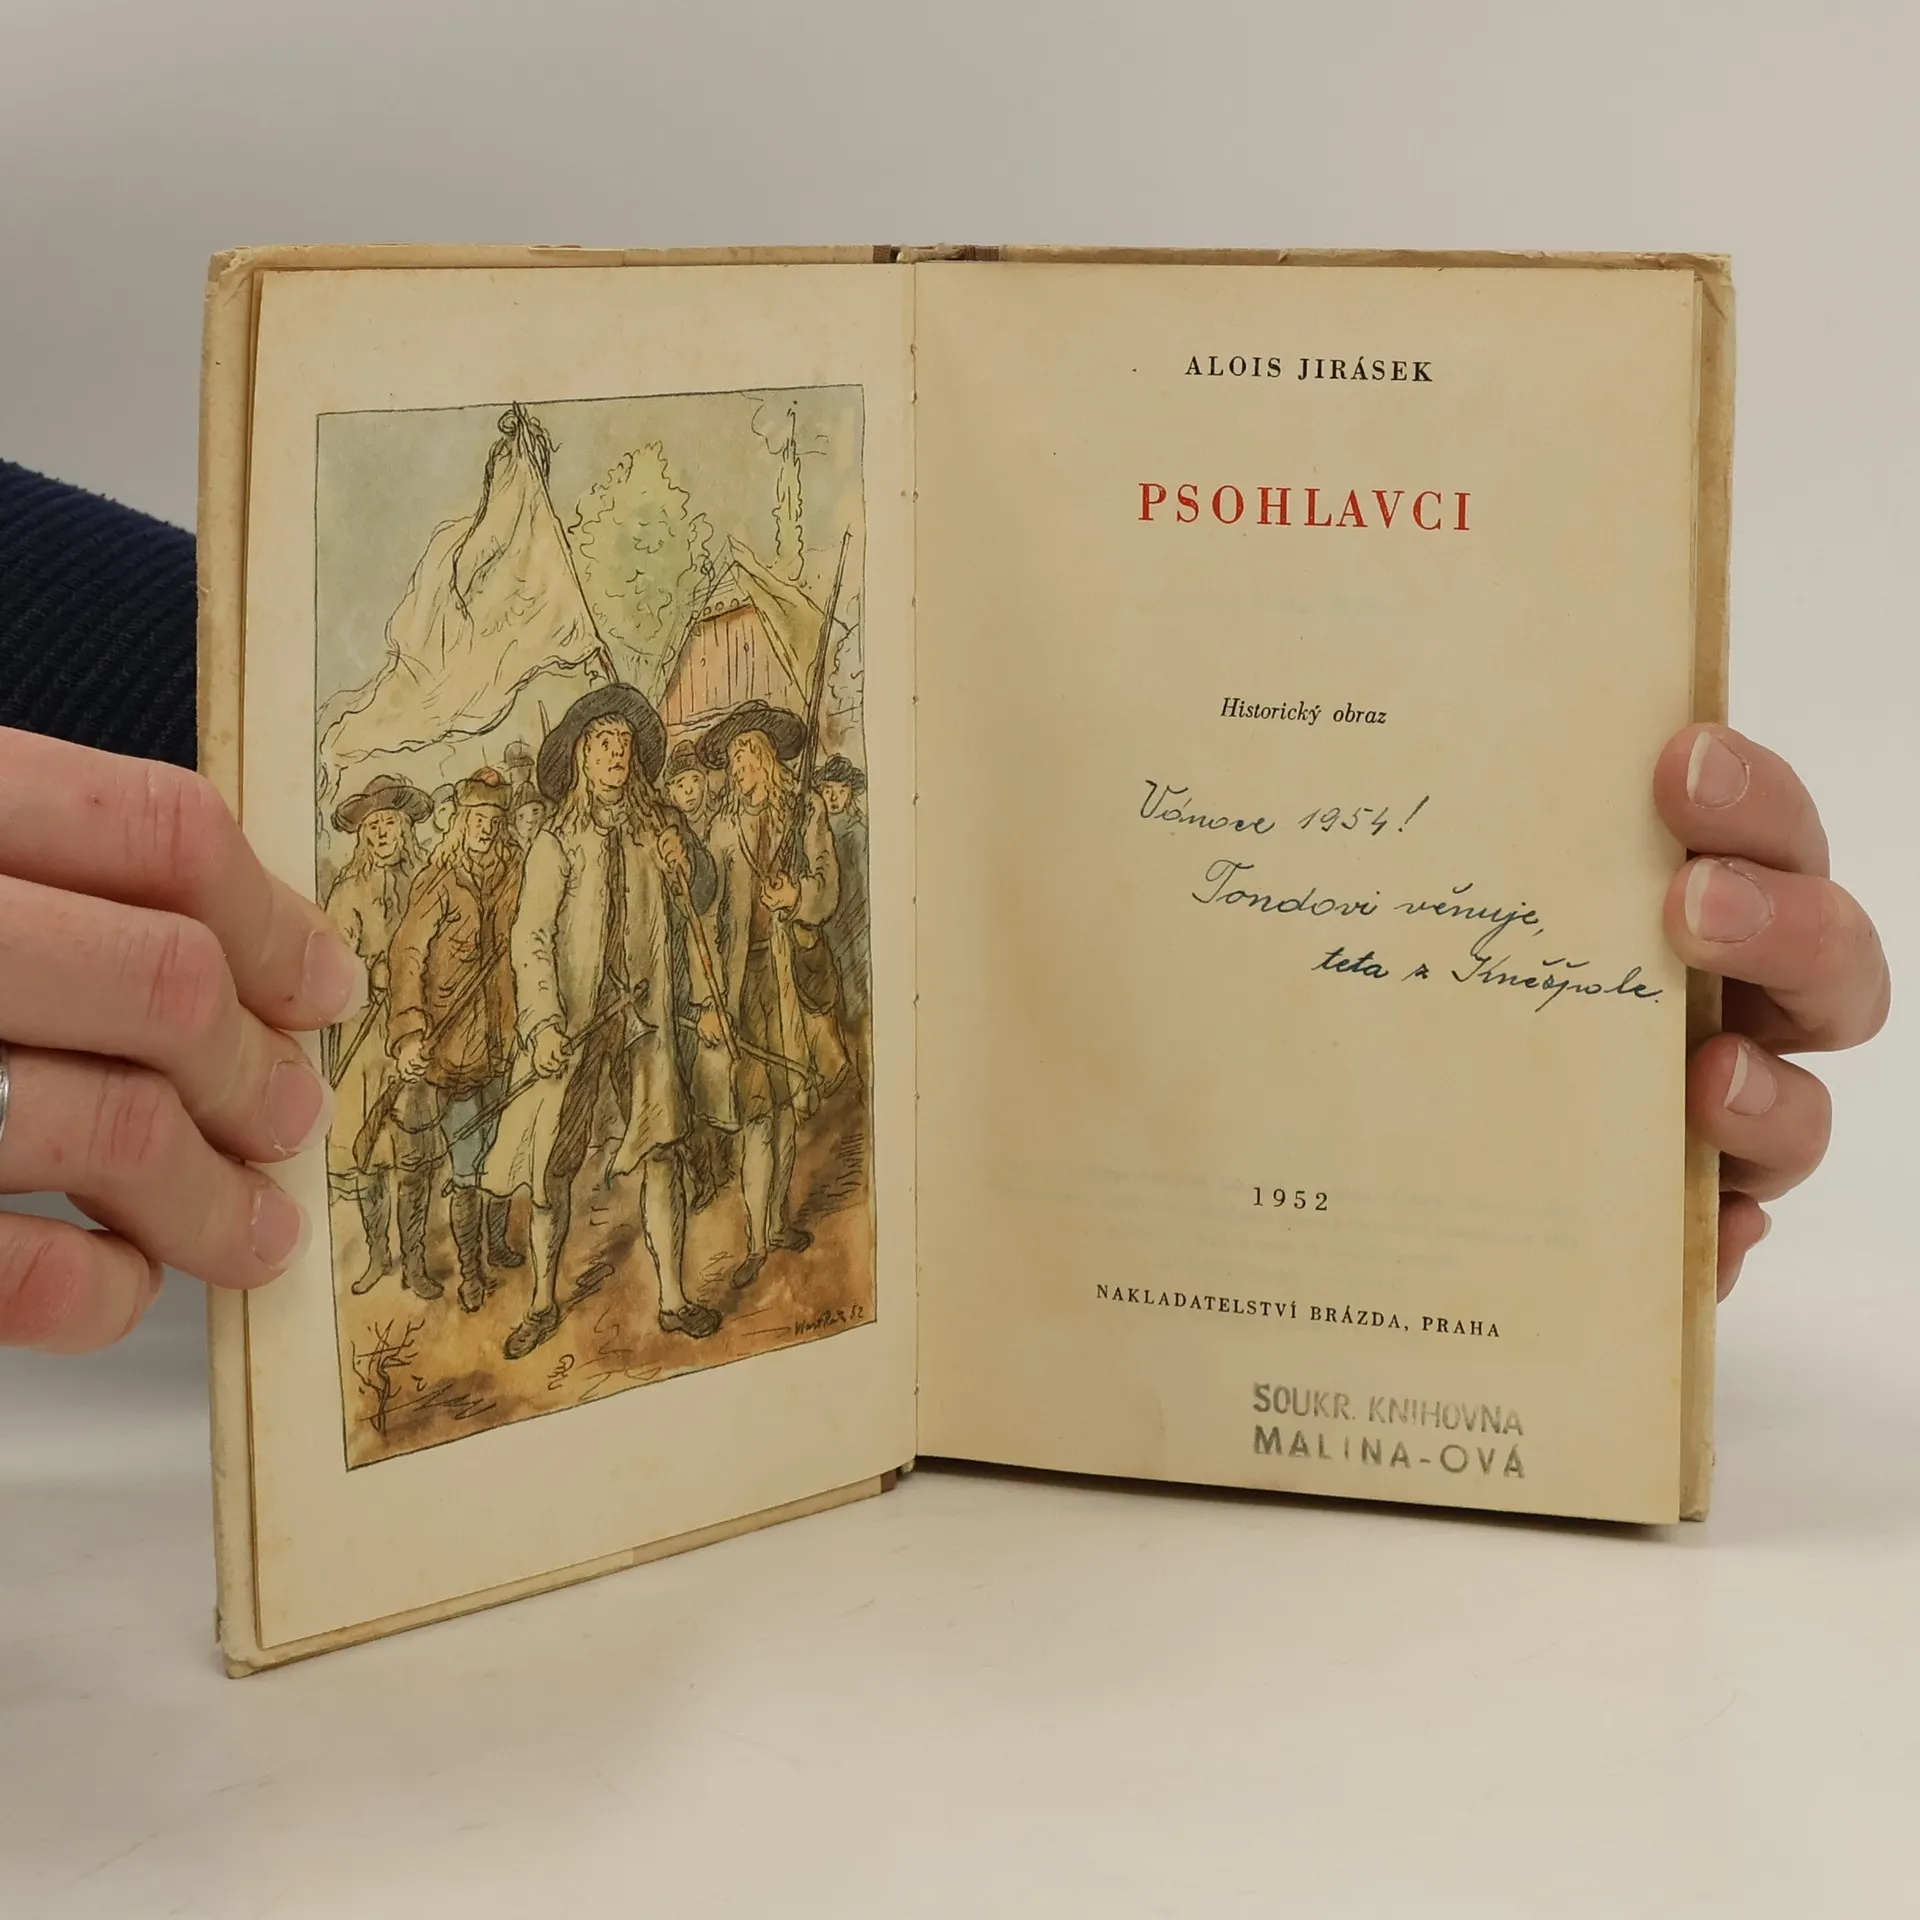 ALOIS JIRÁSEK
PSOHLAVCI
Historický obraz
Vánoce 1954!
Tondovi věnuje,
teta z Kněžpole.
1952
NAKLADATELSTVÍ BRÁZDA, PRAHA
SOUKR. KNIHOVNA
MALINA-OVÁ
52